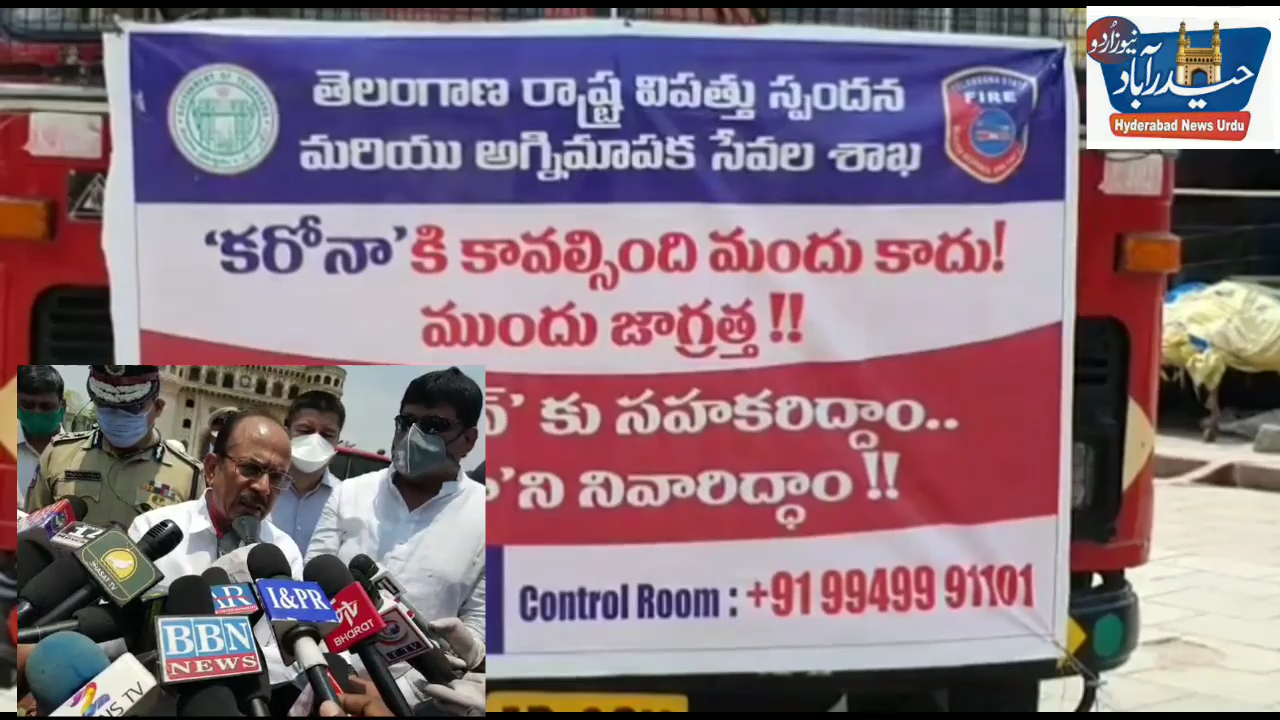 తెలంగాణ రాష్ట్ర విపత్తు స్పందన
మరియు అగ్నిమాపక సేవల శాఖ
FIRE
نیوز اُردو
حیدرآباد
Hyderabad News Urdu
‘కరోనా’కి కావల్సింది మందు కాదు!
ముందు జాగ్రత్త !!
’ కు సహకరిద్దాం..
’ని నివారిద్ధాం !!
Control Room : +91 99499 91101
I&PR
BBN
NEWS
BHARAT